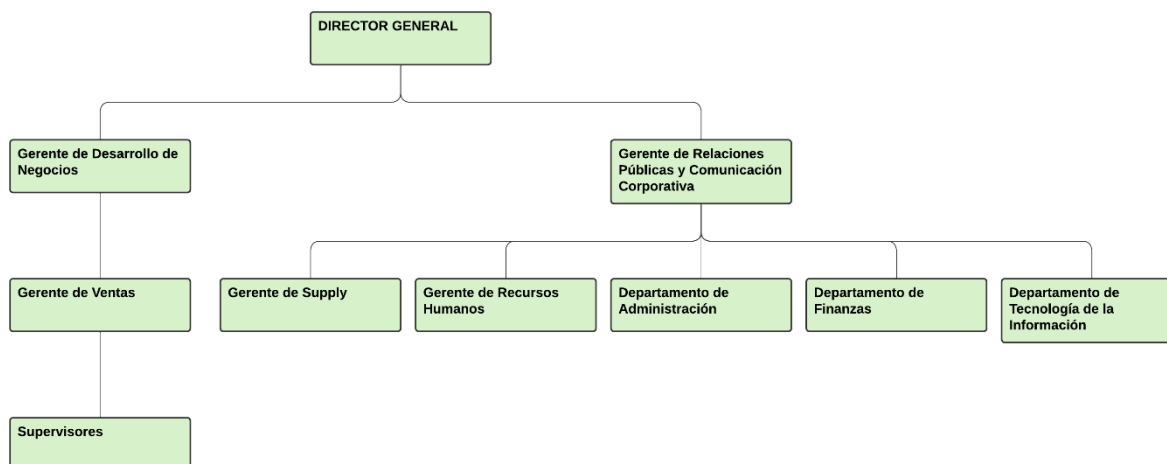 DIRECTOR GENERAL
Gerente de Desarrollo de
Negocios
Gerente de Relaciones
Públicas y Comunicación
Corporativa
Gerente de Ventas
Gerente de Supply
Gerente de Recursos
Humanos
Departamento de
Administración
Departamento de
Finanzas
Departamento de
Tecnología de la
Información
Supervisores